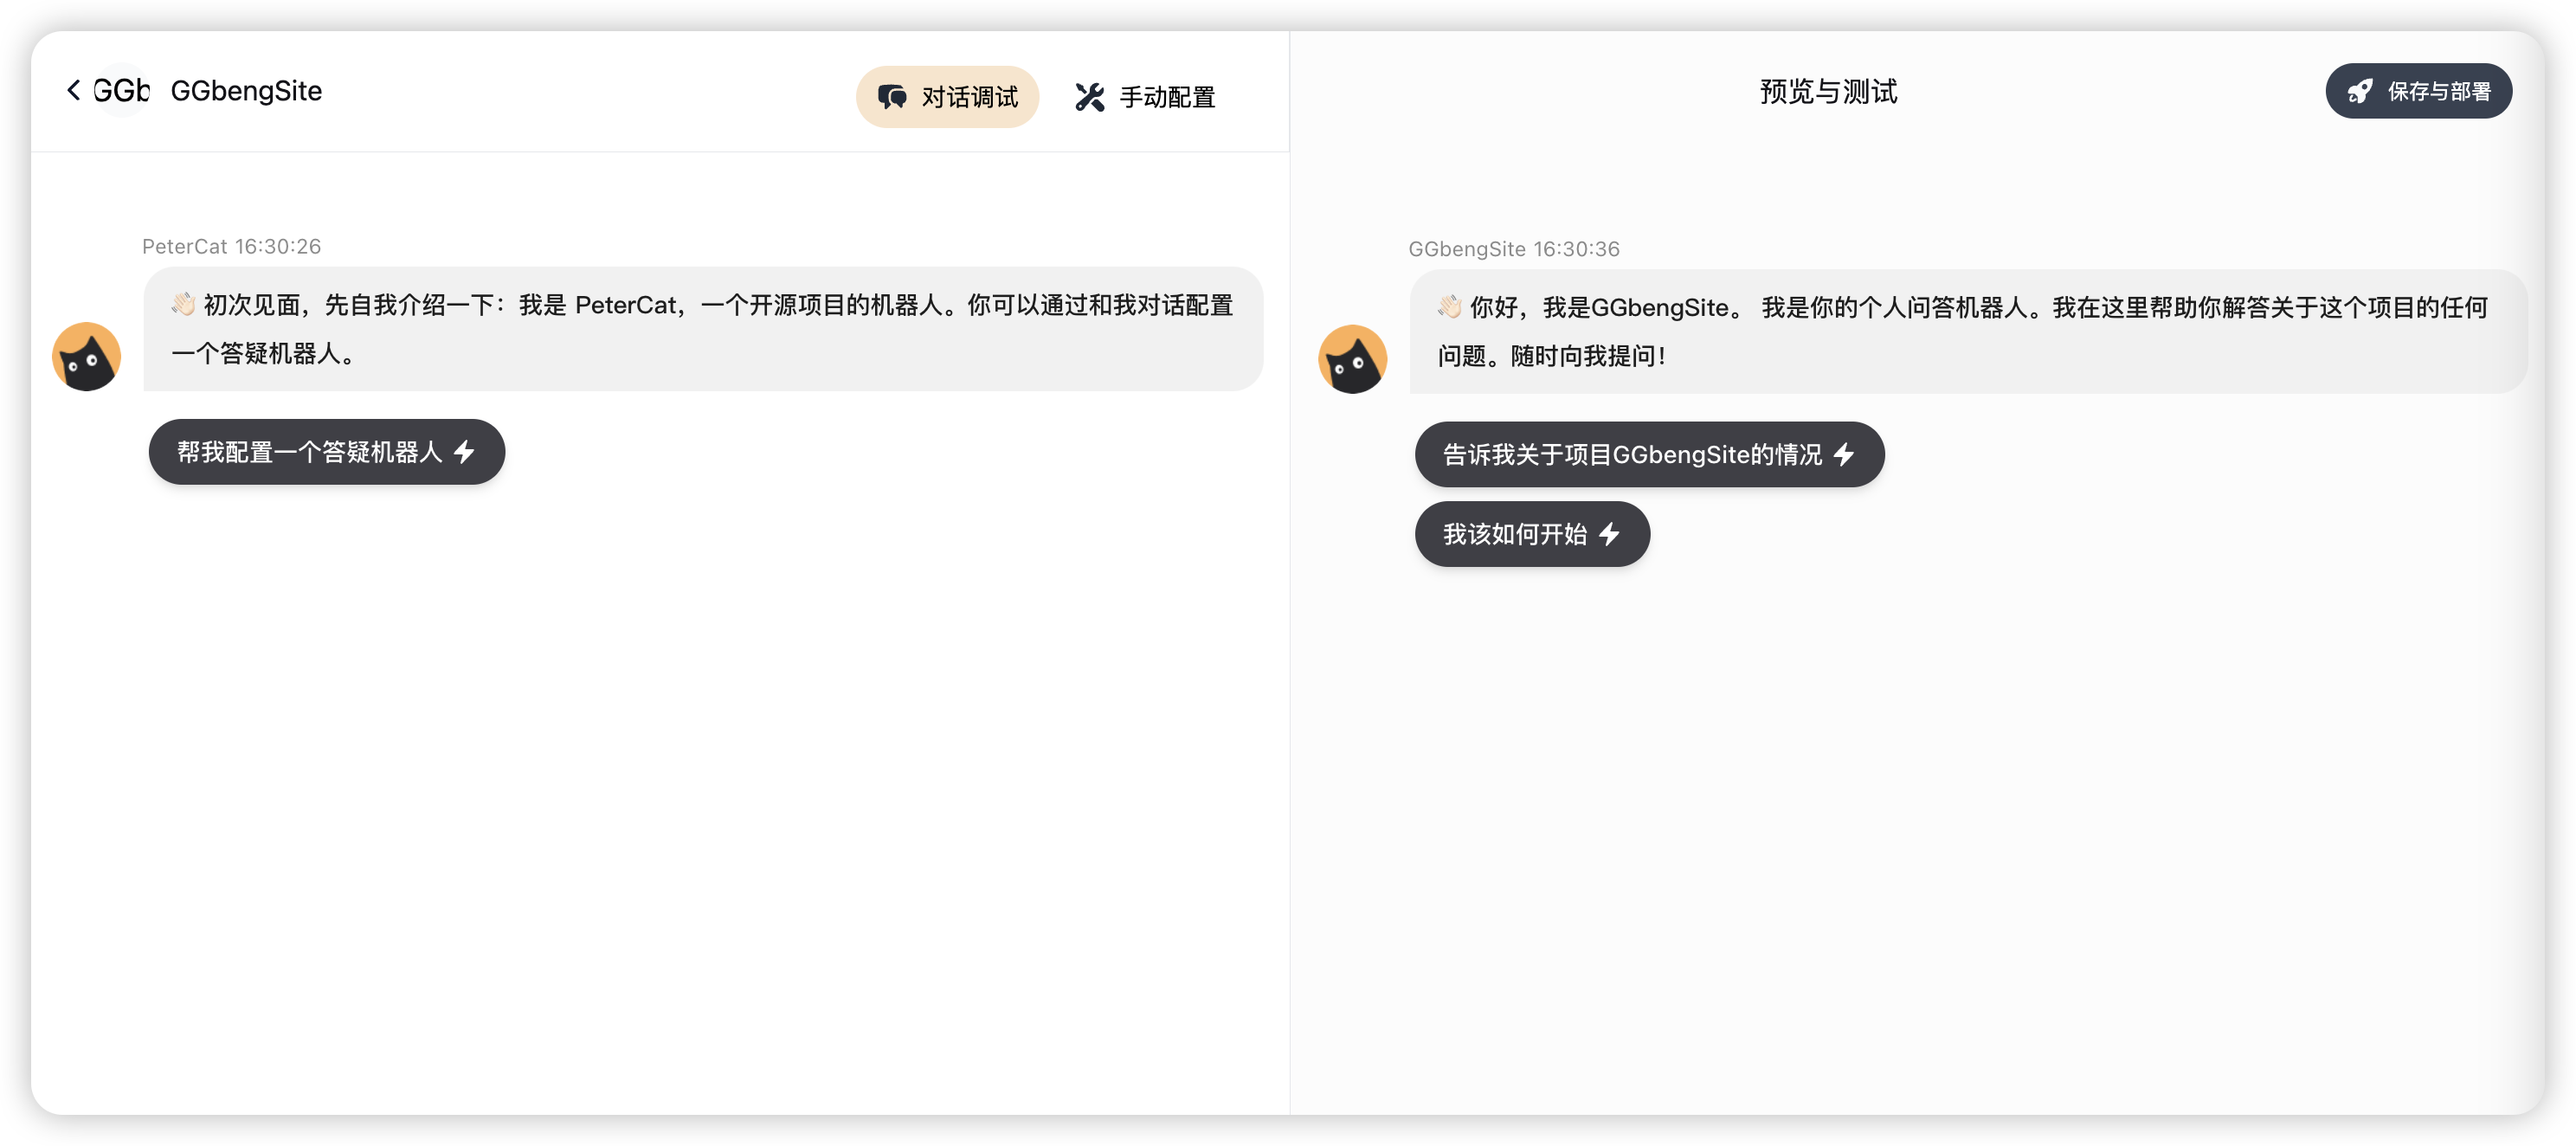 GGb GGbengSite
对话调试
手动配置
预览与测试
保存与部署
PeterCat 16:30:26
👋🏻 初次见面，先自我介绍一下：我是 PeterCat，一个开源项目的机器人。你可以通过和我对话配置
一个答疑机器人。
帮我配置一个答疑机器人
GGbengSite 16:30:36
👋🏻 你好，我是GGbengSite。 我是你的个人问答机器人。我在这里帮助你解答关于这个项目的任何
问题。随时向我提问！
告诉我关于项目GGbengSite的情况
我该如何开始